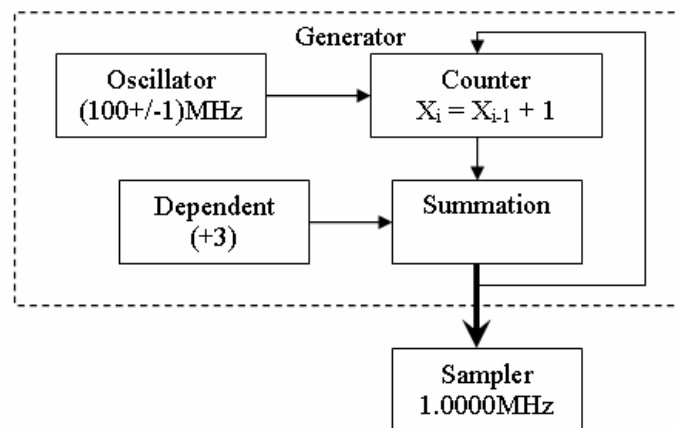 Generator
Oscillator
(100+/-1)MHz
Counter
Xi = Xi-1 + 1
Dependent
(+3)
Summation
Sampler
1.0000MHz